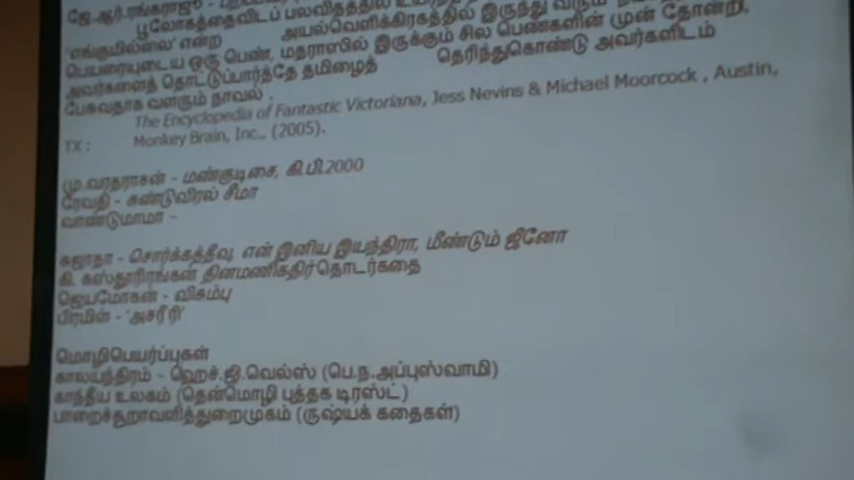 ஜே.ஆர்.ரங்கராஜு -
பூலோகத்தைவிடப் பலவிதத்தில்
'எங்குமில்லை' என்ற அயல்வெளிக்கிரகத்தில் இருந்து வரும்
பெயரையுடைய ஒரு பெண், மதராஸில் இருக்கும் சில பெண்களின் முன் தோன்றி,
அவர்களைத் தொட்டுப்பார்த்தே தமிழைத் தெரிந்துகொண்டு அவர்களிடம்
பேசுவதாக வளரும் நாவல் .
The Encyclopedia of Fantastic Victoriana, Jess Nevins & Michael Moorcock , Austin,
TX : Monkey Brain, Inc., (2005).
மு.வரதராசன் - மண்குடிசை, கி.பி.2000
ரேவதி - சுண்டுவிரல் சீமா
வாண்டுமாமா –
சுஜாதா - சொர்க்கத்தீவு, என் இனிய இயந்திரா, மீண்டும் ஜீனோ
கி. கஸ்தூரிரங்கன் தினமணிகதிர்தொடர்கதை
ஜெயமோகன் - விசும்பு
பிரமிள் - 'அசரீரி'
மொழிபெயர்ப்புகள்
காலயந்திரம் – ஹெச்.ஜி.வெல்ஸ் (பெ.ந.அப்புஸ்வாமி)
காந்தீய உலகம் (தென்மொழி புத்தக டிரஸ்ட்)
பாறைச்சூறாவளித்துறைமுகம் (ருஷ்யக் கதைகள்)